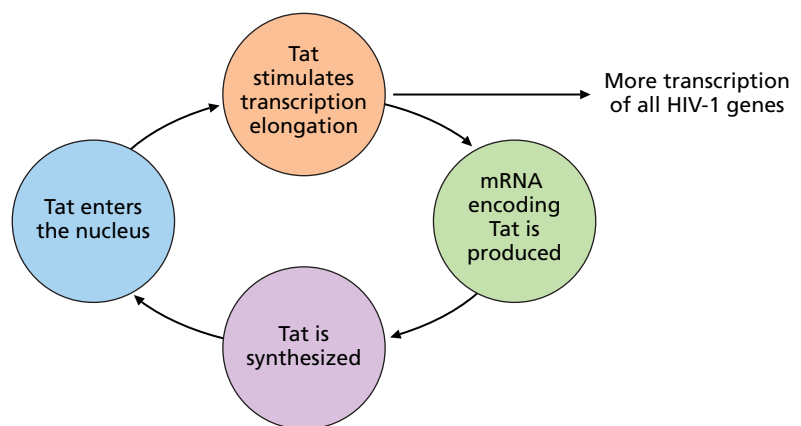 Tat
stimulates
transcription
elongation
More transcription
of all HIV-1 genes
mRNA
encoding
Tat is
produced
Tat is
synthesized
Tat enters
the nucleus